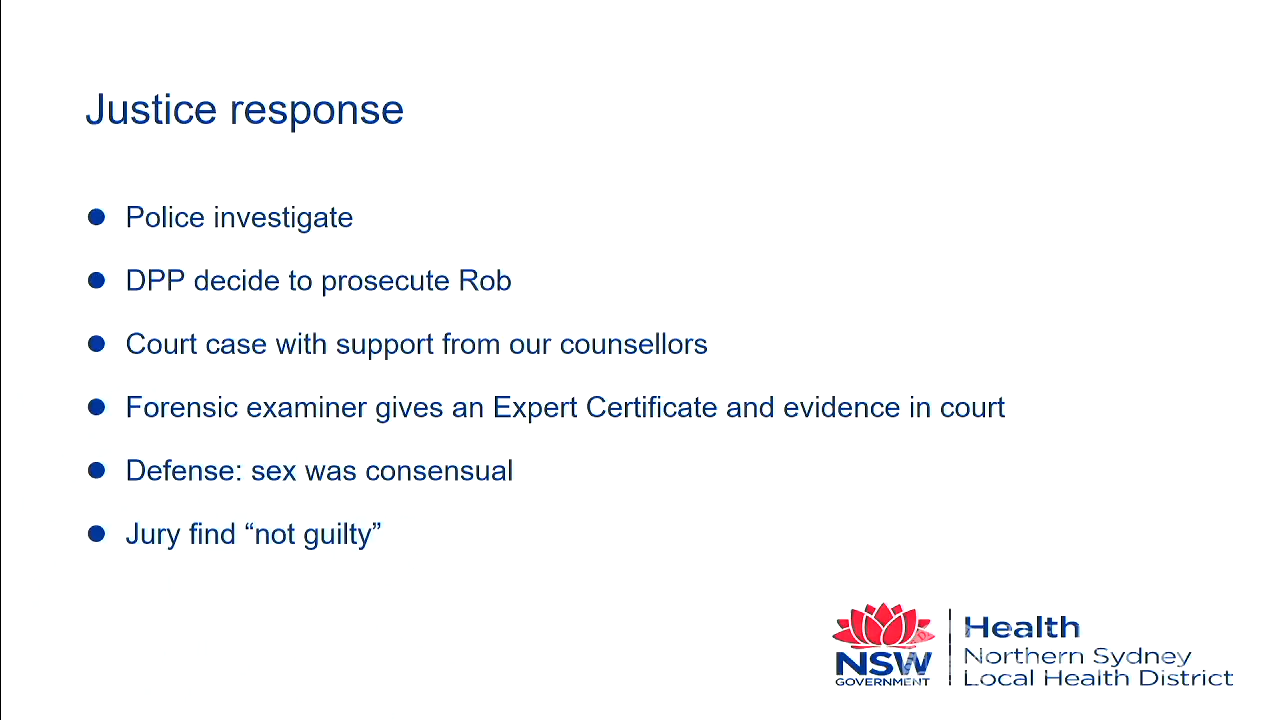 Justice response
Police investigate
DPP decide to prosecute Rob
Court case with support from our counsellors
Forensic examiner gives an Expert Certificate and evidence in court
Defense: sex was consensual
Jury find “not guilty”
NSW
GOVERNMENT
Health
Northern Sydney
Local Health District